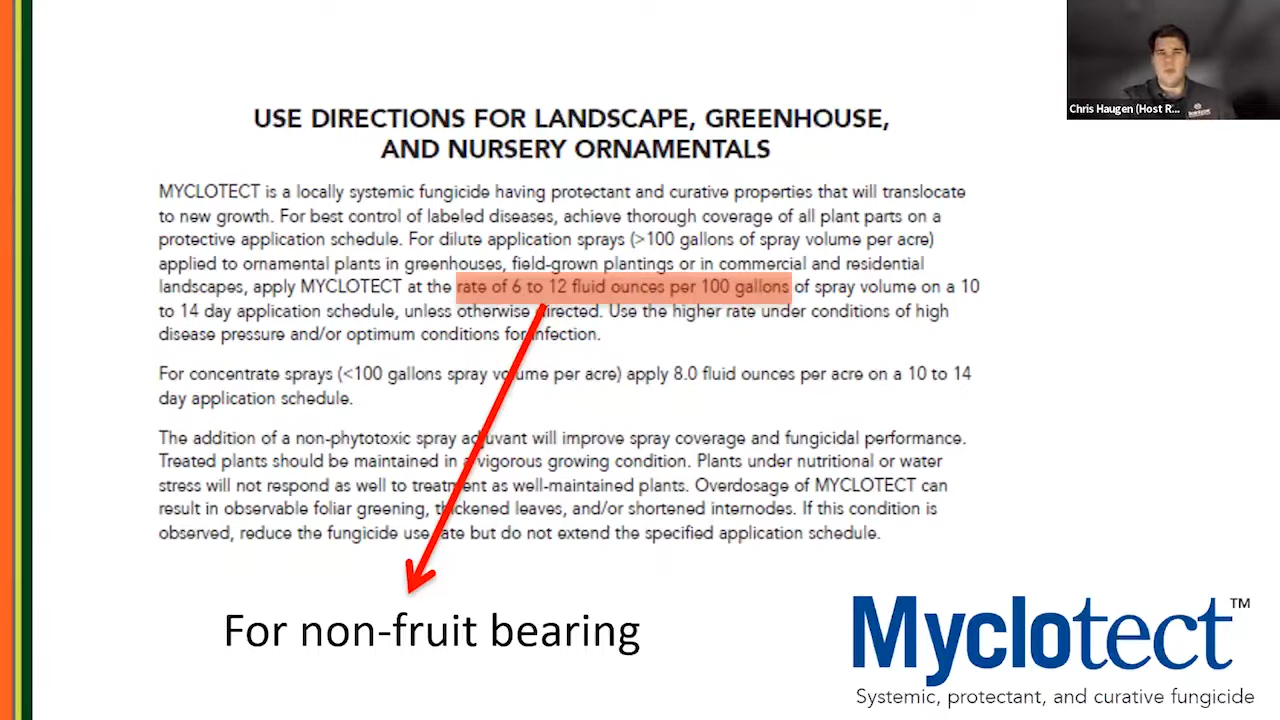 Chris Haugen (Host R...
USE DIRECTIONS FOR LANDSCAPE, GREENHOUSE,
AND NURSERY ORNAMENTALS
MYCLOTECT is a locally systemic fungicide having protectant and curative properties that will translocate
to new growth. For best control of labeled diseases, achieve thorough coverage of all plant parts on a
protective application schedule. For dilute application sprays (>100 gallons of spray volume per acre)
applied to ornamental plants in greenhouses, field-grown plantings or in commercial and residential
landscapes, apply MYCLOTECT at the rate of 6 to 12 fluid ounces per 100 gallons of spray volume on a 10
to 14 day application schedule, unless otherwise directed. Use the higher rate under conditions of high
disease pressure and/or optimum conditions for infection.
For concentrate sprays (<100 gallons spray volume per acre) apply 8.0 fluid ounces per acre on a 10 to 14
day application schedule.
The addition of a non-phytotoxic spray adjuvant will improve spray coverage and fungicidal performance.
Treated plants should be maintained in a vigorous growing condition. Plants under nutritional or water
stress will not respond as well to treatment as well-maintained plants. Overdosage of MYCLOTECT can
result in observable foliar greening, thickened leaves, and/or shortened internodes. If this condition is
observed, reduce the fungicide use rate but do not extend the specified application schedule.
For non-fruit bearing
Myclotect™
Systemic, protectant, and curative fungicide